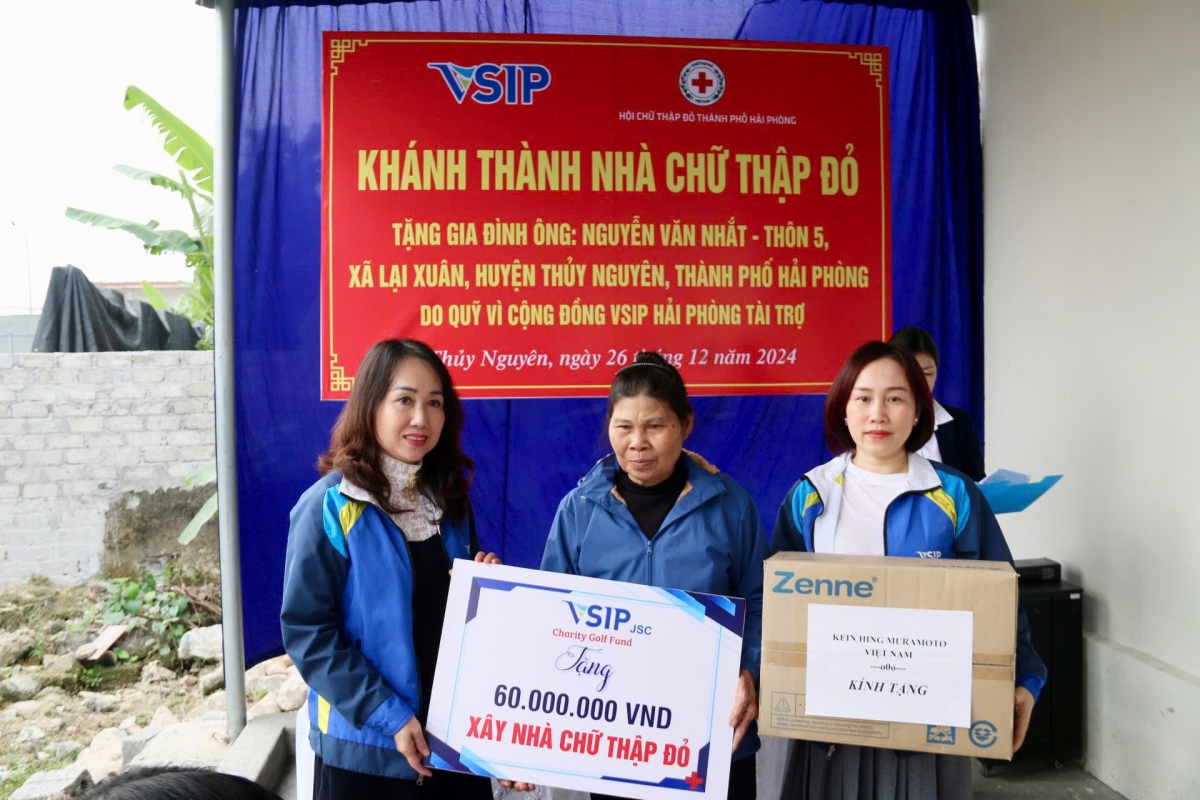 VSIP
HỘI CHỮ THẬP ĐỎ THÀNH PHỐ HẢI PHÒNG
KHÁNH THÀNH NHÀ CHỮ THẬP ĐỎ
TẶNG GIA ĐÌNH ÔNG: NGUYỄN VĂN NHẮT - THÔN 5,
XÃ LẠI XUÂN, HUYỆN THỦY NGUYÊN, THÀNH PHỐ HẢI PHÒNG
DO QUỸ VÌ CỘNG ĐỒNG VSIP HẢI PHÒNG TÀI TRỢ
Thủy Nguyên, ngày 26 tháng 12 năm 2024
VSIP
VSIP JSC
Charity Golf Fund
Tặng
60.000.000 VND
XÂY NHÀ CHỮ THẬP ĐỎ
Zenne®
KEIN HING MURAMOTO
VIỆT NAM
---o0o---
KÍNH TẶNG